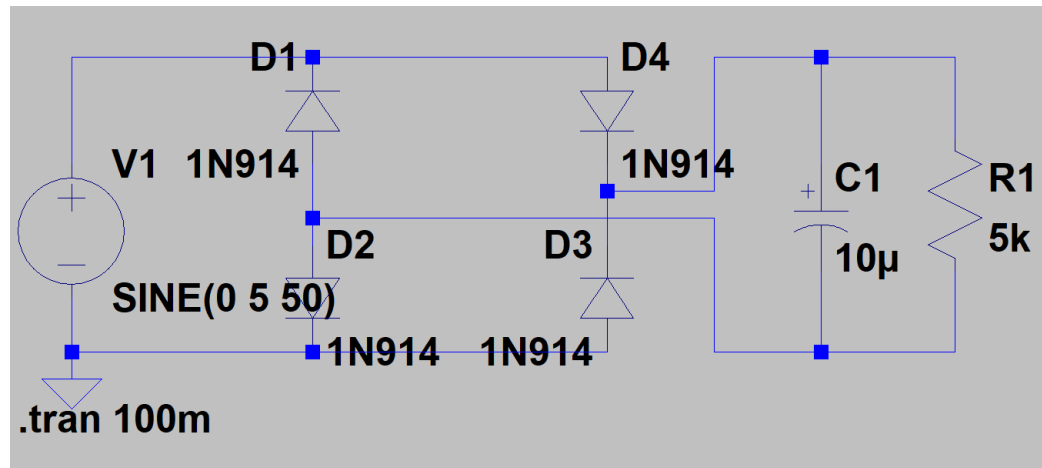 D1
D4
V1
1N914
1N914
C1
R1
D2
D3
5k
10µ
SINE(0 5 50)
1N914
1N914
.tran 100m